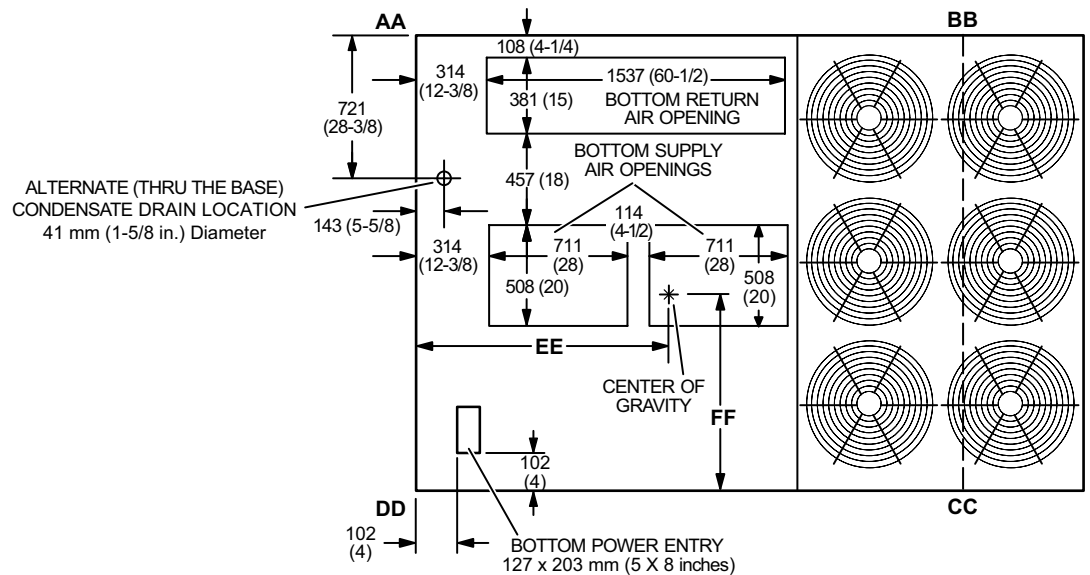 AA
BB
108 (4-1/4)
314
(12-3/8)
1537 (60-1/2)
381 (15)
BOTTOM RETURN
AIR OPENING
721
(28-3/8)
BOTTOM SUPPLY
AIR OPENINGS
457 (18)
ALTERNATE (THRU THE BASE)
CONDENSATE DRAIN LOCATION
41 mm (1-5/8 in.) Diameter
143 (5-5/8)
314
(12-3/8)
114
(4-1/2)
711
(28)
711
(28)
508 (20)
508
(20)
EE
CENTER OF
GRAVITY
FF
102
(4)
DD
CC
102
(4)
BOTTOM POWER ENTRY
127 x 203 mm (5 X 8 inches)